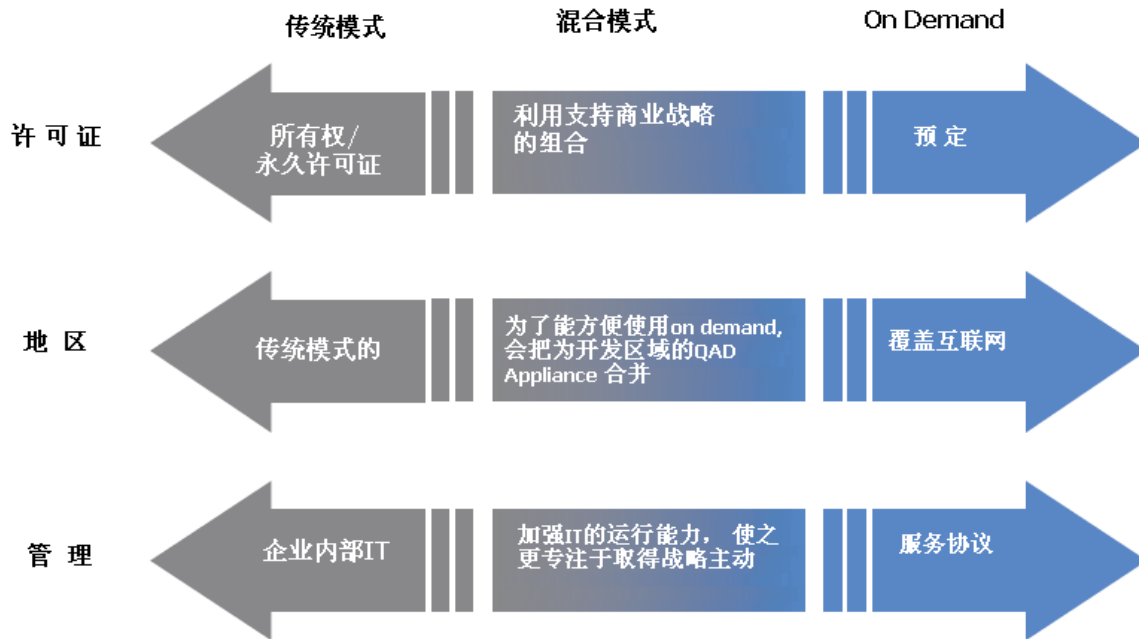 传统模式
混合模式
On Demand
许可证
所有权/
永久许可证
利用支持商业战略
的组合
预定
地区
传统模式的
为了能方便使用on demand,
会把为开发区域的QAD
Appliance 合并
覆盖互联网
管理
企业内部IT
加强IT的运行能力， 使之
更专注于取得战略主动
服务协议